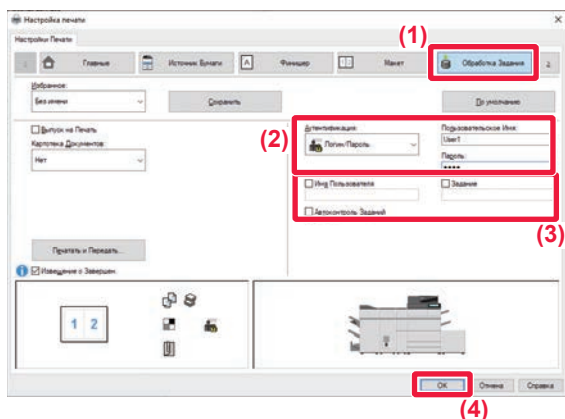 Настройка печати
(1)
Настройки Печати
Главные
Источник Бумаги
Финишер
Макет
Обработка Задания
Избранное:
Без имени
Сохранить
По умолчанию
(2)
Выпуск на Печать
Картотека Документов:
Нет
Аутентификация:
Логин/Пароль
Пользовательское Имя:
User1
Пароль:
••••
Имя Пользователя
Задание
Автоконтроль Заданий
(3)
Печатать и Передать...
Извещение о Завершен.
1 2
OK
Отмена
Справка
(4)